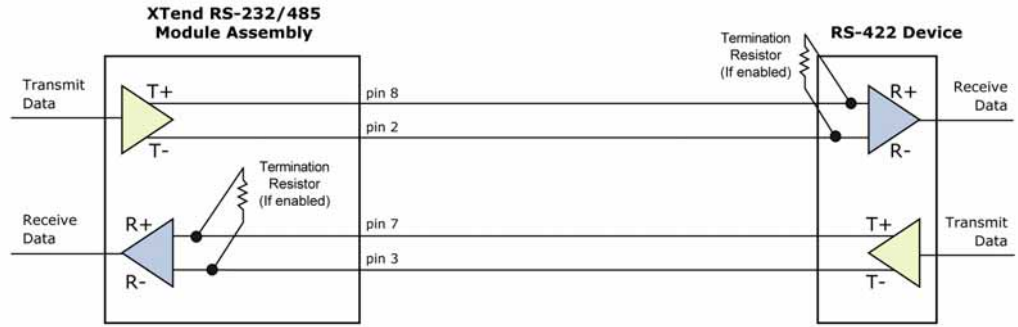 XTend RS-232/485
Module Assembly
RS-422 Device
Termination
Resistor
(If enabled)
Transmit
Data
T+
T-
pin 8
pin 2
R+
R-
Receive
Data
Termination
Resistor
(If enabled)
Receive
Data
R+
R-
pin 7
pin 3
T+
T-
Transmit
Data